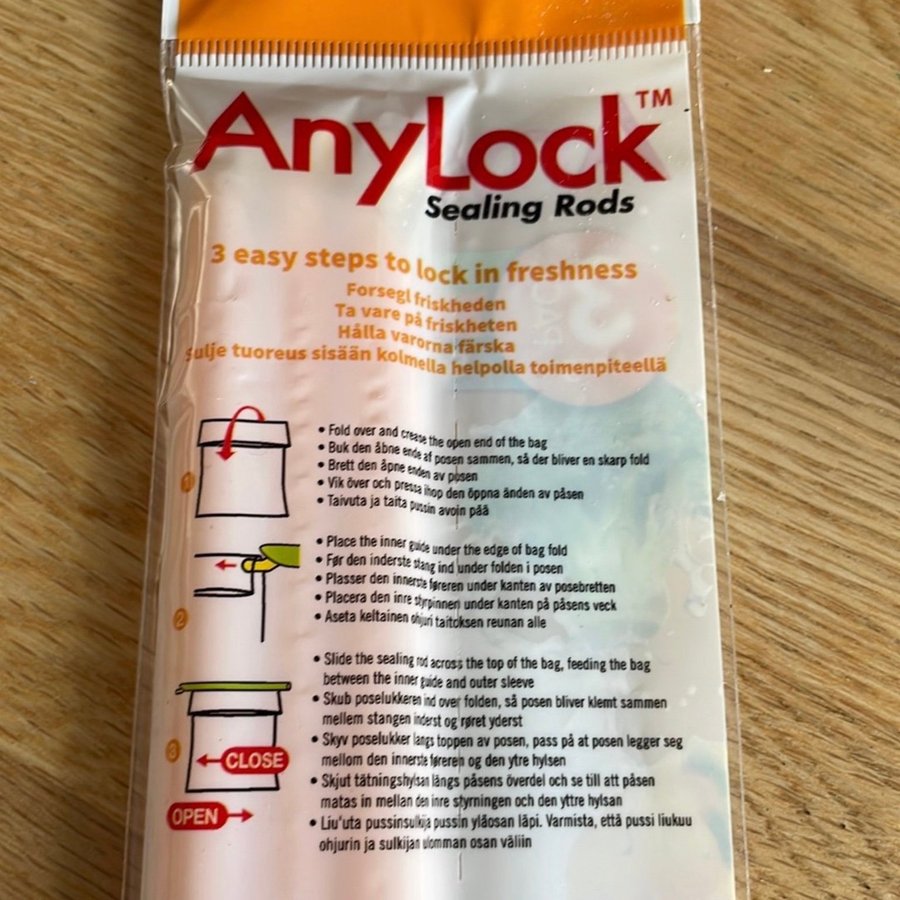 AnyLock™
Sealing Rods
3 easy steps to lock in freshness
Forsegl friskheden
Ta vare på friskheten
Hålla varorna färska
Sulje tuoreus sisään kolmella helpolla toimenpiteellä
1
• Fold over and crease the open end of the bag
• Buk den åbne ende af posen sammen, så der bliver en skarp fold
• Brett den åpne enden av posen
• Vik över och pressa ihop den öppna änden av påsen
• Taivuta ja taita pussin avoin pää
2
• Place the inner guide under the edge of bag fold
• Før den inderste stang ind under folden i posen
• Plasser den innerste føreren under kanten av posebretten
• Placera den inre styrpinnen under kanten på påsens veck
• Aseta keltainen ohjuri taitoksen reunan alle
3
CLOSE
OPEN
• Slide the sealing rod across the top of the bag, feeding the bag
between the inner guide and outer sleeve
• Skub poselukkeren ind over folden, så posen bliver klemt sammen
mellem stangen inderst og røret yderst
• Skyv poselukker langs toppen av posen, pass på at posen legger seg
mellom den innerste føreren og den ytre hylsen
• Skjut tätningshylsan längs påsens överdel och se till att påsen
matas in mellan den inre styrningen och den yttre hylsan
• Liu'uta pussinsulkija pussin yläosan läpi. Varmista, että pussi liukuu
ohjurin ja sulkijan ulomman osan väliin